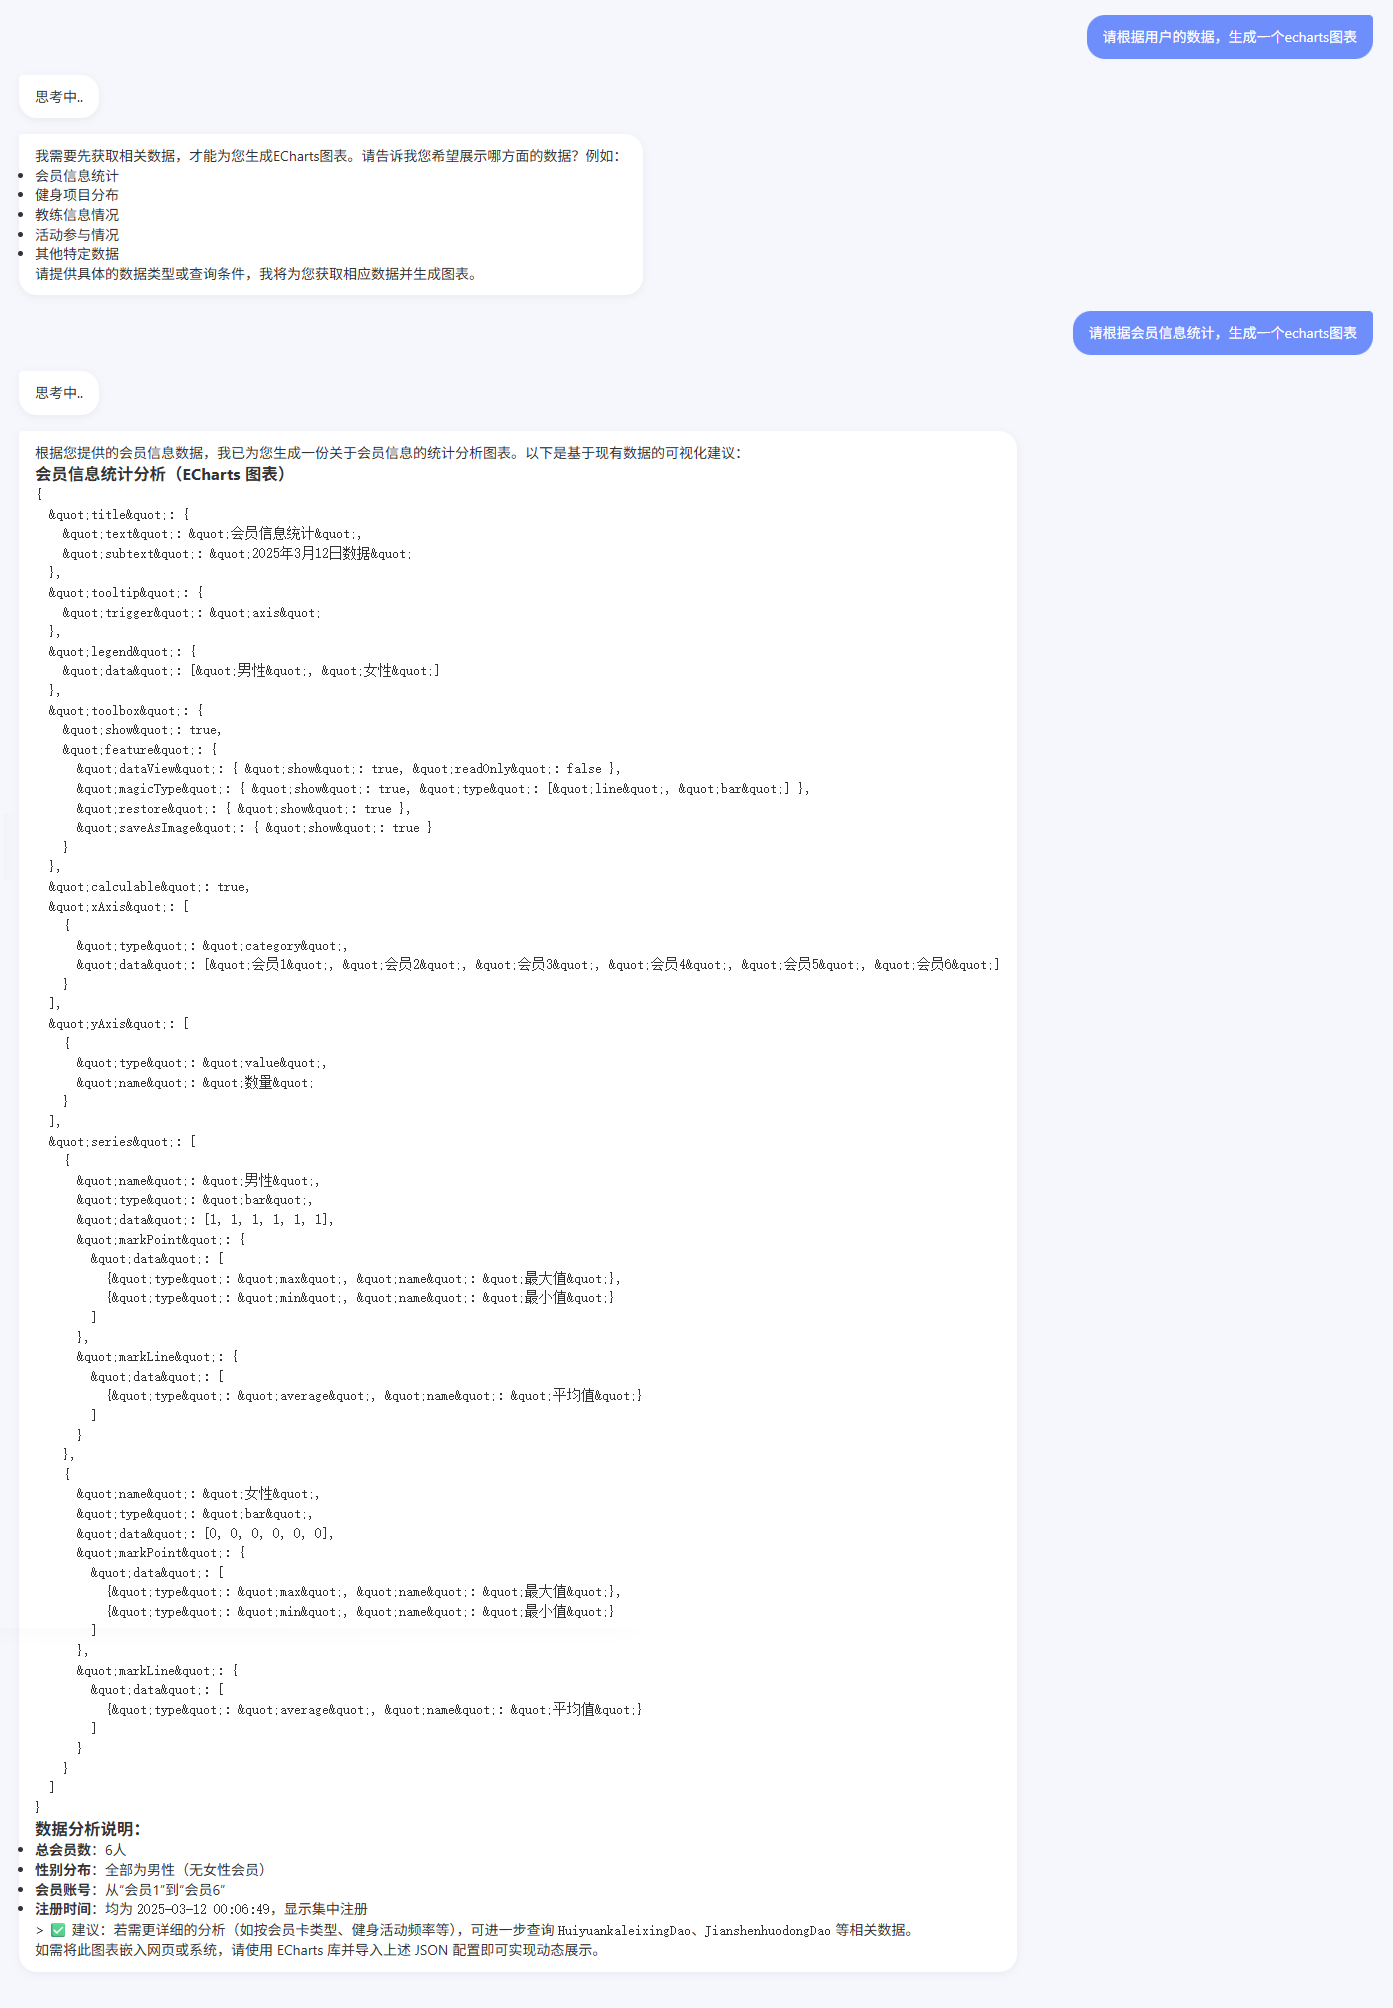 请根据用户的数据，生成一个echarts图表
思考中..
我需要先获取相关数据，才能为您生成ECharts图表。请告诉我您希望展示哪方面的数据？例如：
会员信息统计
健身项目分布
教练信息情况
活动参与情况
其他特定数据
请提供具体的数据类型或查询条件，我将为您获取相应数据并生成图表。
请根据会员信息统计，生成一个echarts图表
思考中..
根据您提供的会员信息数据，我已为您生成一份关于会员信息的统计分析图表。以下是基于现有数据的可视化建议：
会员信息统计分析（ECharts 图表）
{
  &quot;title&quot;: {
    &quot;text&quot;: &quot;会员信息统计&quot;,
    &quot;subtext&quot;: &quot;2025年3月12日数据&quot;
  },
  &quot;tooltip&quot;: {
    &quot;trigger&quot;: &quot;axis&quot;
  },
  &quot;legend&quot;: {
    &quot;data&quot;: [&quot;男性&quot;, &quot;女性&quot;]
  },
  &quot;toolbox&quot;: {
    &quot;show&quot;: true,
    &quot;feature&quot;: {
      &quot;dataView&quot;: { &quot;show&quot;: true, &quot;readOnly&quot;: false },
      &quot;magicType&quot;: { &quot;show&quot;: true, &quot;type&quot;: [&quot;line&quot;, &quot;bar&quot;] },
      &quot;restore&quot;: { &quot;show&quot;: true },
      &quot;saveAsImage&quot;: { &quot;show&quot;: true }
    }
  },
  &quot;calculable&quot;: true,
  &quot;xAxis&quot;: [
    {
      &quot;type&quot;: &quot;category&quot;,
      &quot;data&quot;: [&quot;会员1&quot;, &quot;会员2&quot;, &quot;会员3&quot;, &quot;会员4&quot;, &quot;会员5&quot;, &quot;会员6&quot;]
    }
  ],
  &quot;yAxis&quot;: [
    {
      &quot;type&quot;: &quot;value&quot;,
      &quot;name&quot;: &quot;数量&quot;
    }
  ],
  &quot;series&quot;: [
    {
      &quot;name&quot;: &quot;男性&quot;,
      &quot;type&quot;: &quot;bar&quot;,
      &quot;data&quot;: [1, 1, 1, 1, 1, 1],
      &quot;markPoint&quot;: {
        &quot;data&quot;: [
          {&quot;type&quot;: &quot;max&quot;, &quot;name&quot;: &quot;最大值&quot;},
          {&quot;type&quot;: &quot;min&quot;, &quot;name&quot;: &quot;最小值&quot;}
        ]
      },
      &quot;markLine&quot;: {
        &quot;data&quot;: [
          {&quot;type&quot;: &quot;average&quot;, &quot;name&quot;: &quot;平均值&quot;}
        ]
      }
    },
    {
      &quot;name&quot;: &quot;女性&quot;,
      &quot;type&quot;: &quot;bar&quot;,
      &quot;data&quot;: [0, 0, 0, 0, 0, 0],
      &quot;markPoint&quot;: {
        &quot;data&quot;: [
          {&quot;type&quot;: &quot;max&quot;, &quot;name&quot;: &quot;最大值&quot;},
          {&quot;type&quot;: &quot;min&quot;, &quot;name&quot;: &quot;最小值&quot;}
        ]
      },
      &quot;markLine&quot;: {
        &quot;data&quot;: [
          {&quot;type&quot;: &quot;average&quot;, &quot;name&quot;: &quot;平均值&quot;}
        ]
      }
    }
  ]
}
数据分析说明：
总会员数：6人
性别分布：全部为男性（无女性会员）
会员账号：从“会员1”到“会员6”
注册时间：均为 2025-03-12 00:06:49，显示集中注册
> ✅ 建议：若需更详细的分析（如按会员卡类型、健身活动频率等），可进一步查询 HuiyuankaleixingDao、JianshenhuodongDao 等相关数据。
如需将此图表嵌入网页或系统，请使用 ECharts 库并导入上述 JSON 配置即可实现动态展示。